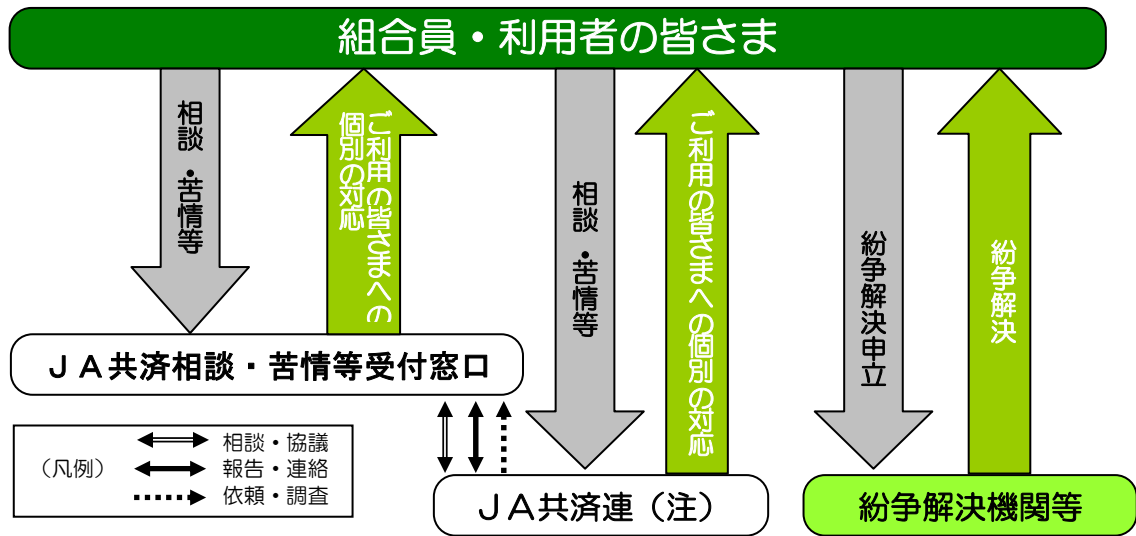 組合員・利用者の皆さま
相談・苦情等
ご利用の皆さまへの
個別の対応
相談・苦情等
ご利用の皆さまへの個別の対応
紛争解決申立
紛争解決
JA共済相談・苦情等受付窓口
(凡例)
相談・協議
報告・連絡
依頼・調査
JA共済連(注)
紛争解決機関等